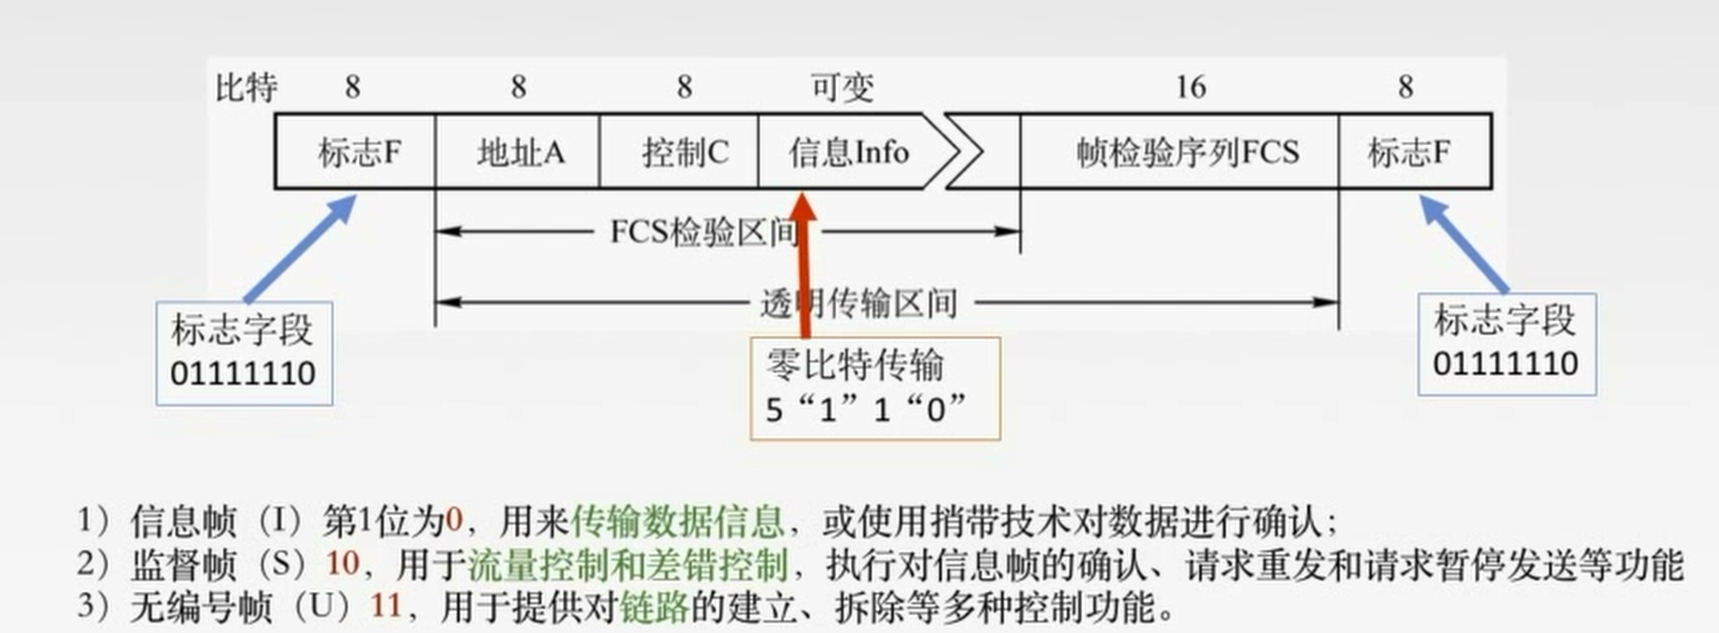 比特 8 8 8 可变 16 8
标志F 地址A 控制C 信息Info 帧检验序列FCS 标志F
FCS检验区间
透明传输区间
标志字段
01111110
零比特传输
5“1”1“0”
标志字段
01111110
1）信息帧（I）第1位为0，用来传输数据信息，或使用捎带技术对数据进行确认；
2）监督帧（S）10，用于流量控制和差错控制，执行对信息帧的确认、请求重发和请求暂停发送等功能
3）无编号帧（U）11，用于提供对链路的建立、拆除等多种控制功能。